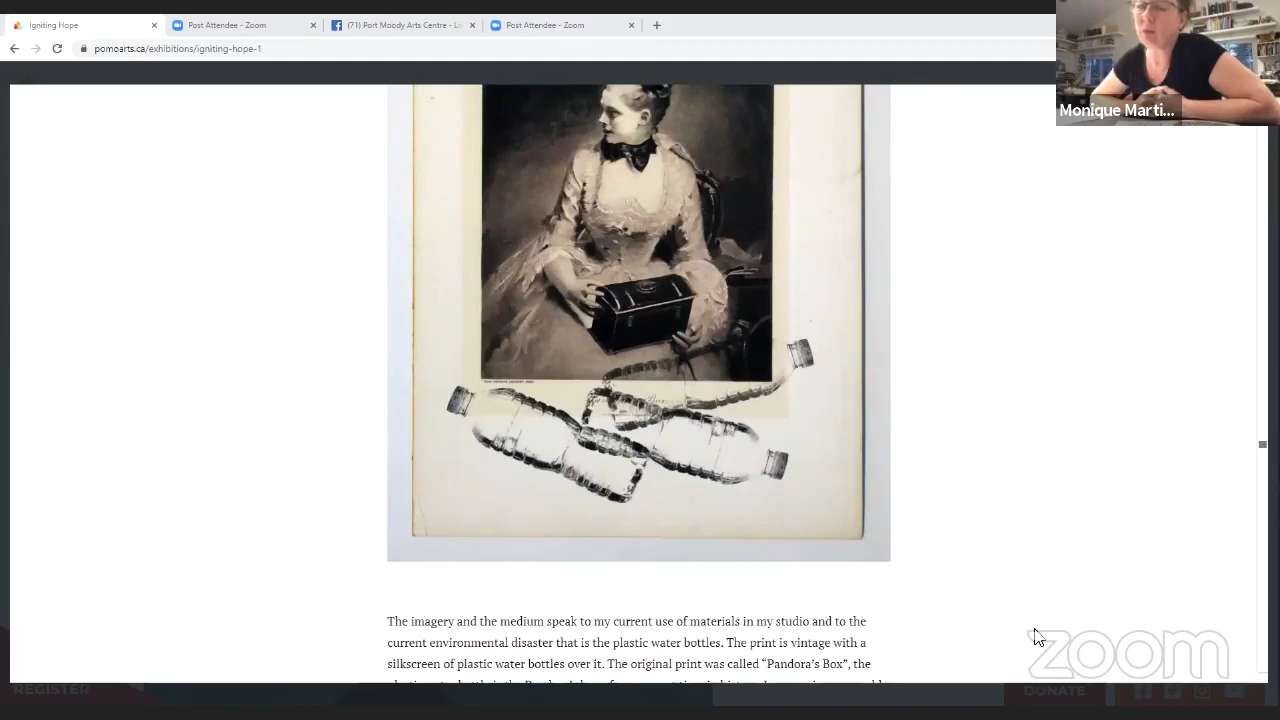 Igniting Hope
Post Attendee - Zoom
(71) Port Moody Arts Centre - Li
Post Attendee - Zoom
pomoarts.ca/exhibitions/igniting-hope-1
Monique Marti...
The imagery and the medium speak to my current use of materials in my studio and to the
current environmental disaster that is the plastic water bottles. The print is vintage with a
silkscreen of plastic water bottles over it. The original print was called “Pandora’s Box”, the
REGISTER
DONATE
zoom